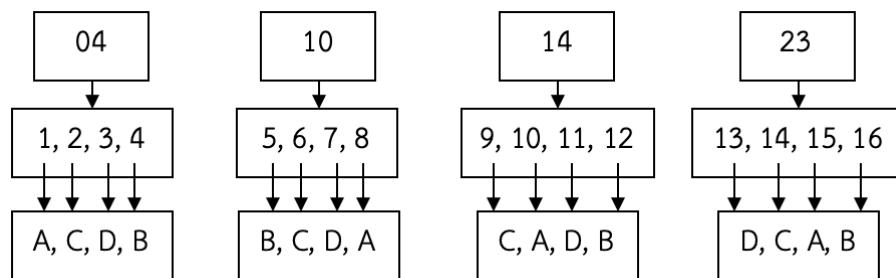 04 10 14 23
1, 2, 3, 4 5, 6, 7, 8 9, 10, 11, 12 13, 14, 15, 16
A, C, D, B B, C, D, A C, A, D, B D, C, A, B